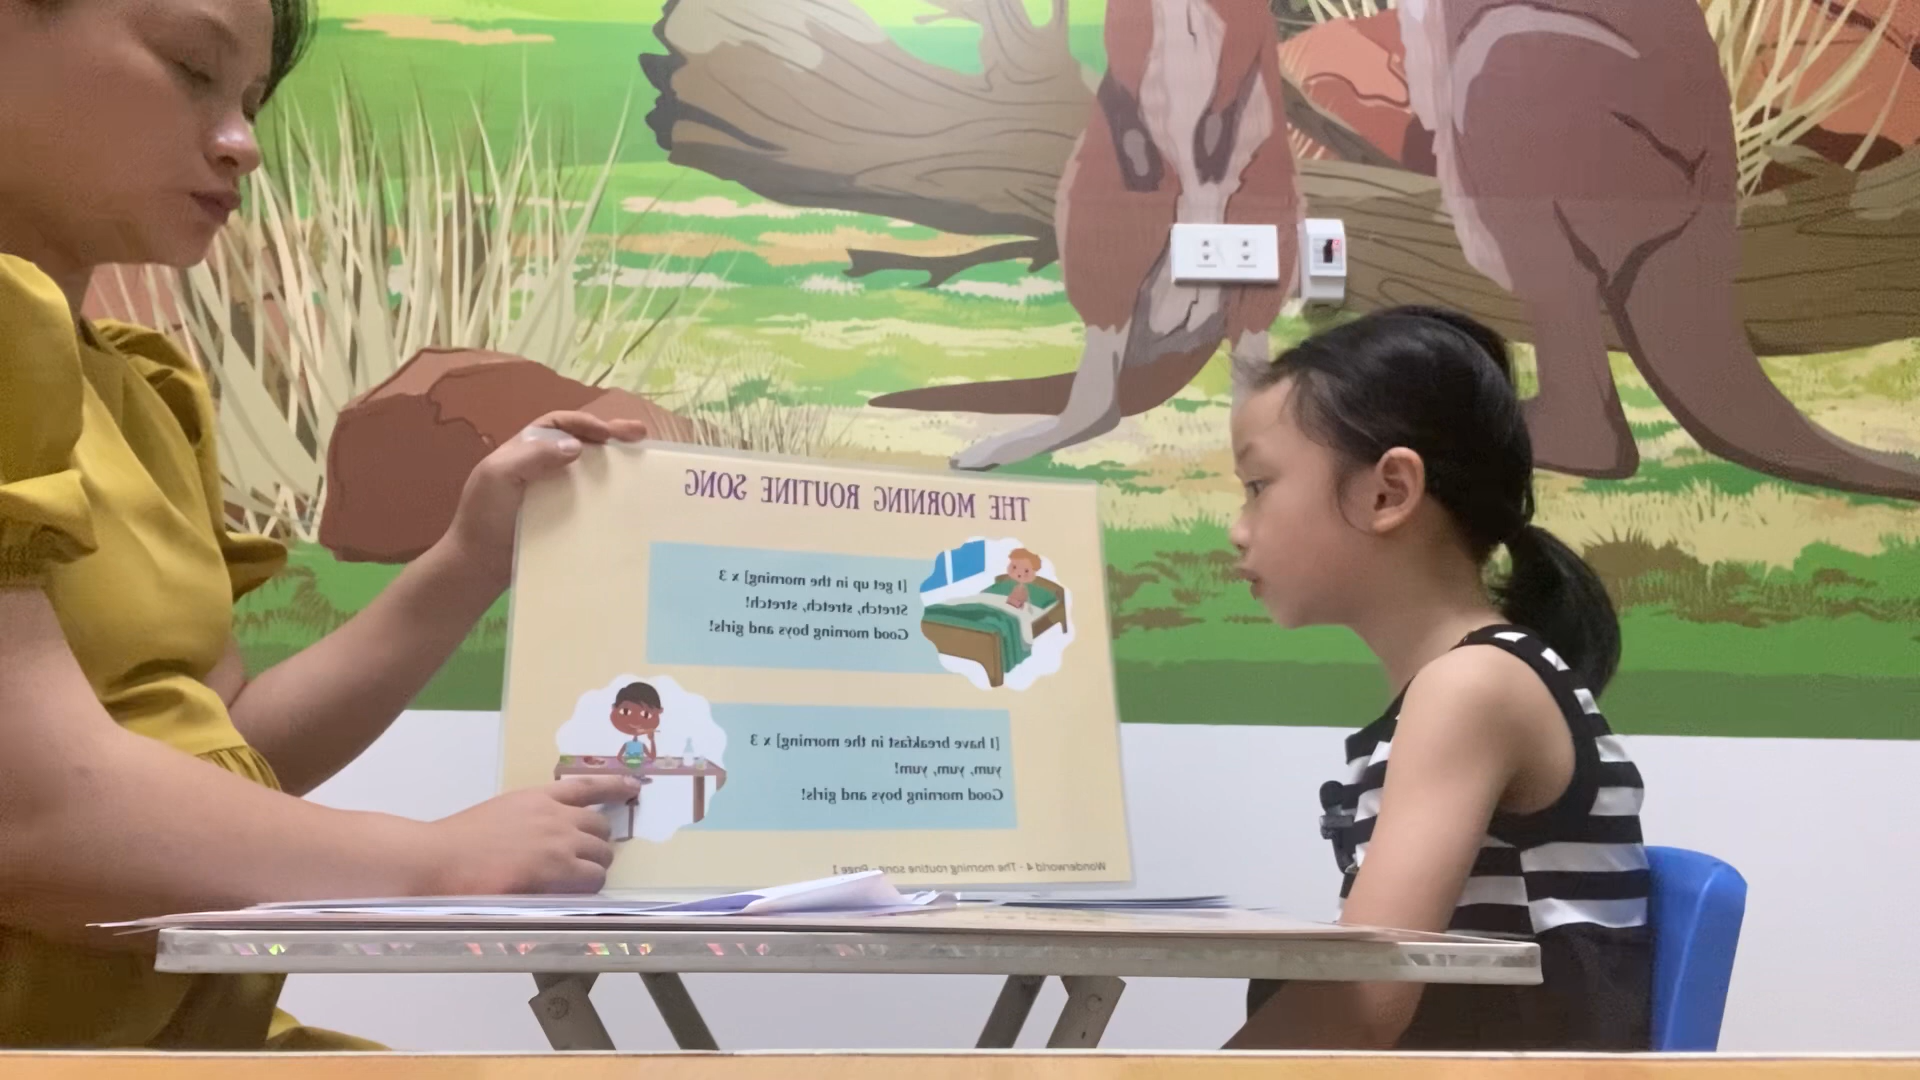 THE MORNING ROUTINE SONG
[I get up in the morning] x 3
Stretch, stretch, stretch!
Good morning boys and girls!
[I have breakfast in the morning] x 3
yum, yum, yum!
Good morning boys and girls!
Wonderworld 4 - The morning routine song - Page 1